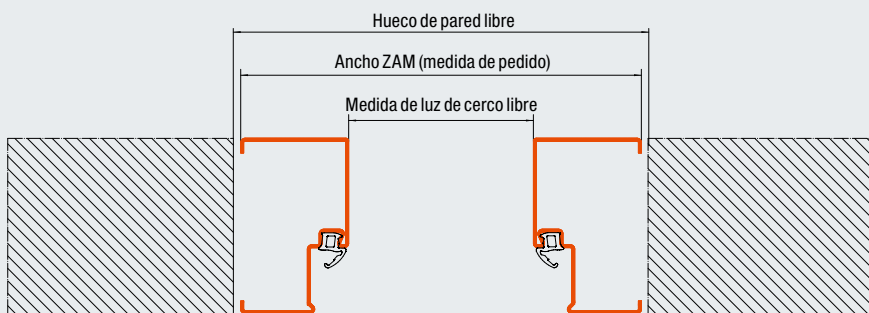 Hueco de pared libre
Ancho ZAM (medida de pedido)
Medida de luz de cerco libre